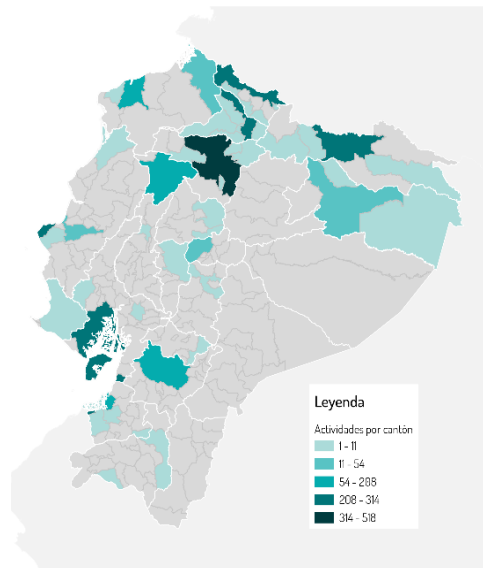 Leyenda
Actividades por cantón
1 - 11
11 - 54
54 - 208
208 - 314
314 - 518